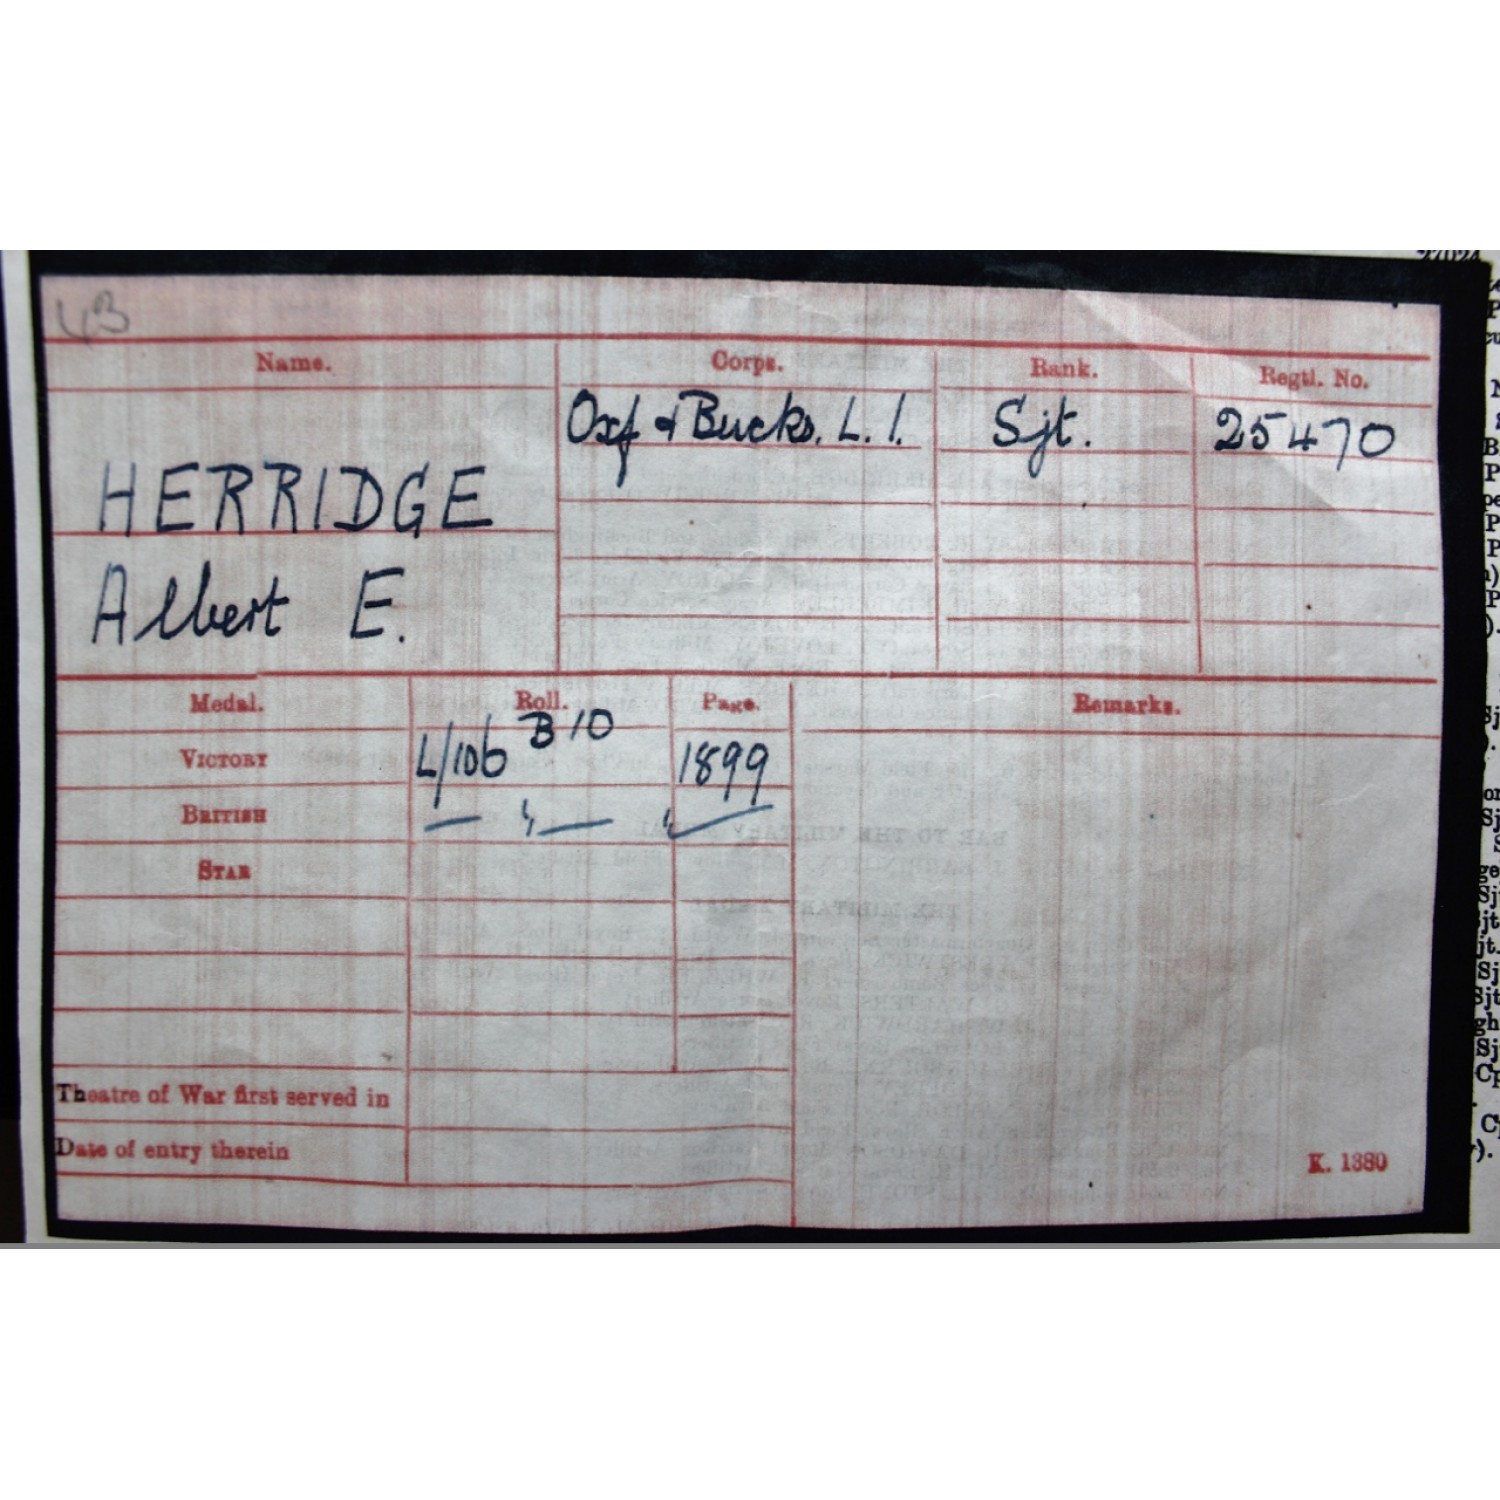 27024
43
Name. Corps. Rank. Regtl. No.
Oxf & Bucks. L.I. Sjt. 25470
HERRIDGE
Albert E.
Medal. Roll. Page. Remarks.
VICTORY L/106 B10 1899
BRITISH
STAR
Theatre of War first served in
Date of entry therein
K. 1380